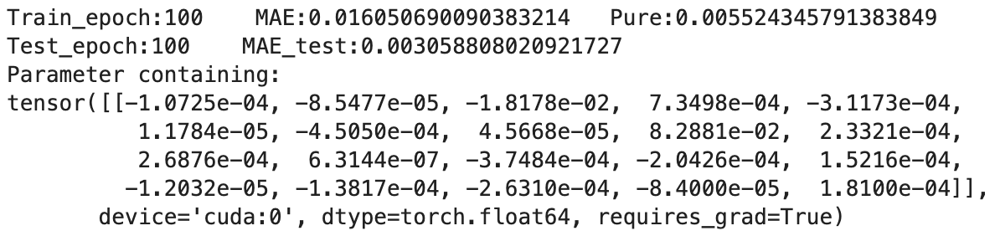 Train_epoch:100    MAE:0.016050690090383214   Pure:0.005524345791383849
Test_epoch:100    MAE_test:0.003058808020921727
Parameter containing:
tensor([[-1.0725e-04, -8.5477e-05, -1.8178e-02,  7.3498e-04, -3.1173e-04,
          1.1784e-05, -4.5050e-04,  4.5668e-05,  8.2881e-02,  2.3321e-04,
          2.6876e-04,  6.3144e-07, -3.7484e-04, -2.0426e-04,  1.5216e-04,
         -1.2032e-05, -1.3817e-04, -2.6310e-04, -8.4000e-05,  1.8100e-04]],
       device='cuda:0', dtype=torch.float64, requires_grad=True)